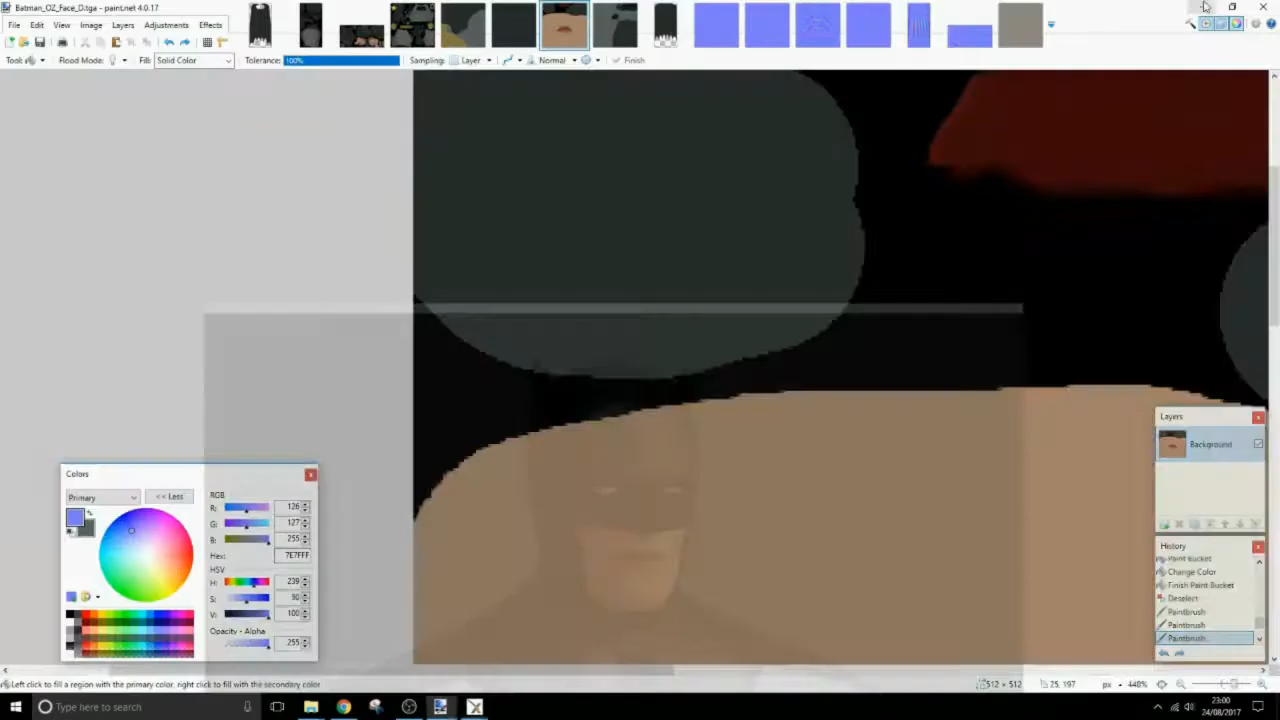 Batman_OZ_Face_D.tga - paint.net 4.0.17
File Edit View Image Layers Adjustments Effects
Tool: Flood Mode: Fill: Solid Color Tolerance: 100% Sampling: Layer Normal Finish
Layers
Background
Colors
Primary << Less
RGB
R: 126
G: 127
B: 255
Hex: 7E7FFF
HSV
H: 239
S: 50
V: 100
Opacity - Alpha
255
History
Paint Bucket
Change Color
Finish Paint Bucket
Deselect
Paintbrush
Paintbrush
Paintbrush
Left click to fill a region with the primary color, right click to fill with the secondary color
512 × 512 25, 197 px 448%
Type here to search
23:00
24/08/2017